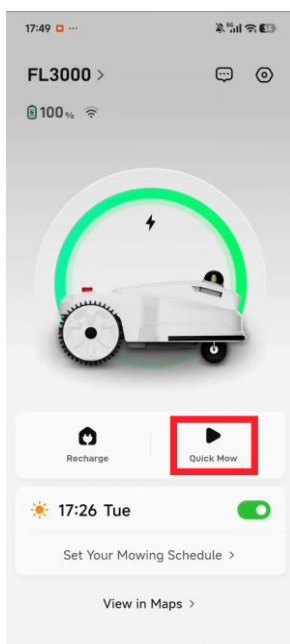 17:49 ...
FL3000 >
100%
Recharge
Quick Mow
17:26 Tue
Set Your Mowing Schedule >
View in Maps >